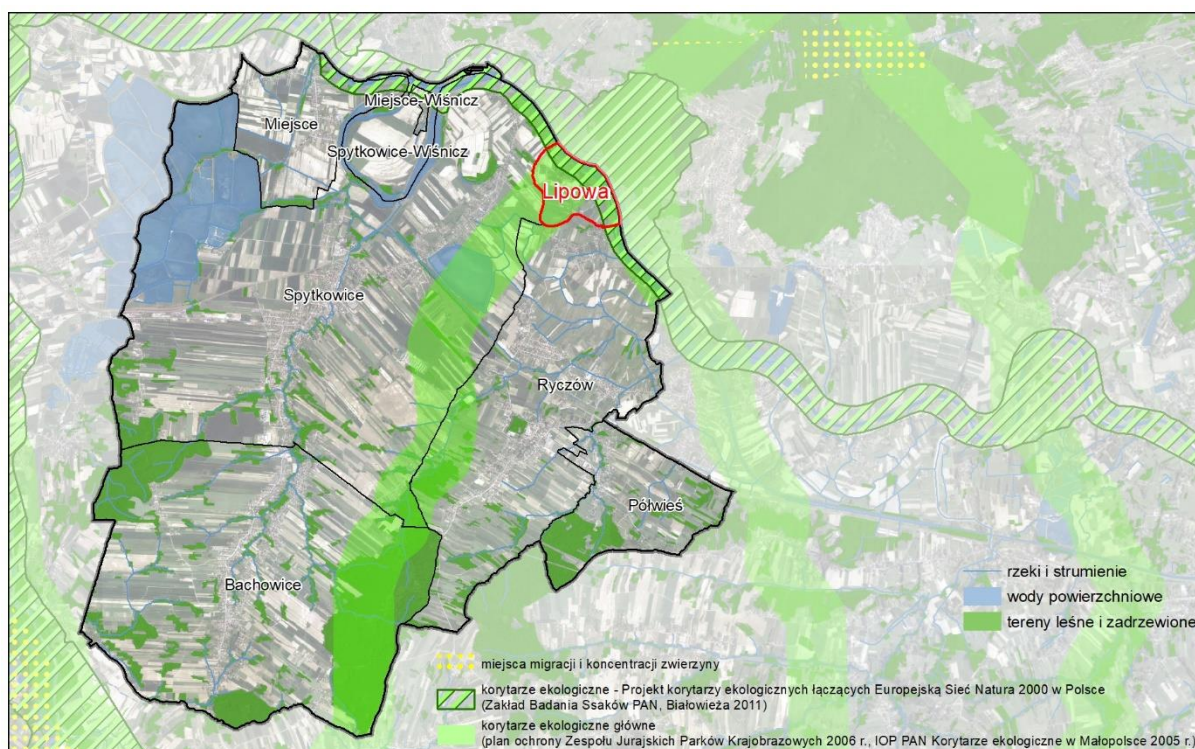 Miejsce-Wiśnicz
Miejsce
Spytkowice-Wiśnicz
Lipowa
Spytkowice
Ryczów
Półwieś
Bachowice
rzeki i strumienie
wody powierzchniowe
tereny leśne i zadrzewione
miejsca migracji i koncentracji zwierzyny
korytarze ekologiczne - Projekt korytarzy ekologicznych łączących Europejską Sieć Natura 2000 w Polsce
(Zakład Badania Ssaków PAN, Białowieża 2011)
korytarze ekologiczne główne
(plan ochrony Zespołu Jurajskich Parków Krajobrazowych 2006 r., IOP PAN Korytarze ekologiczne w Małopolsce 2005 r.)